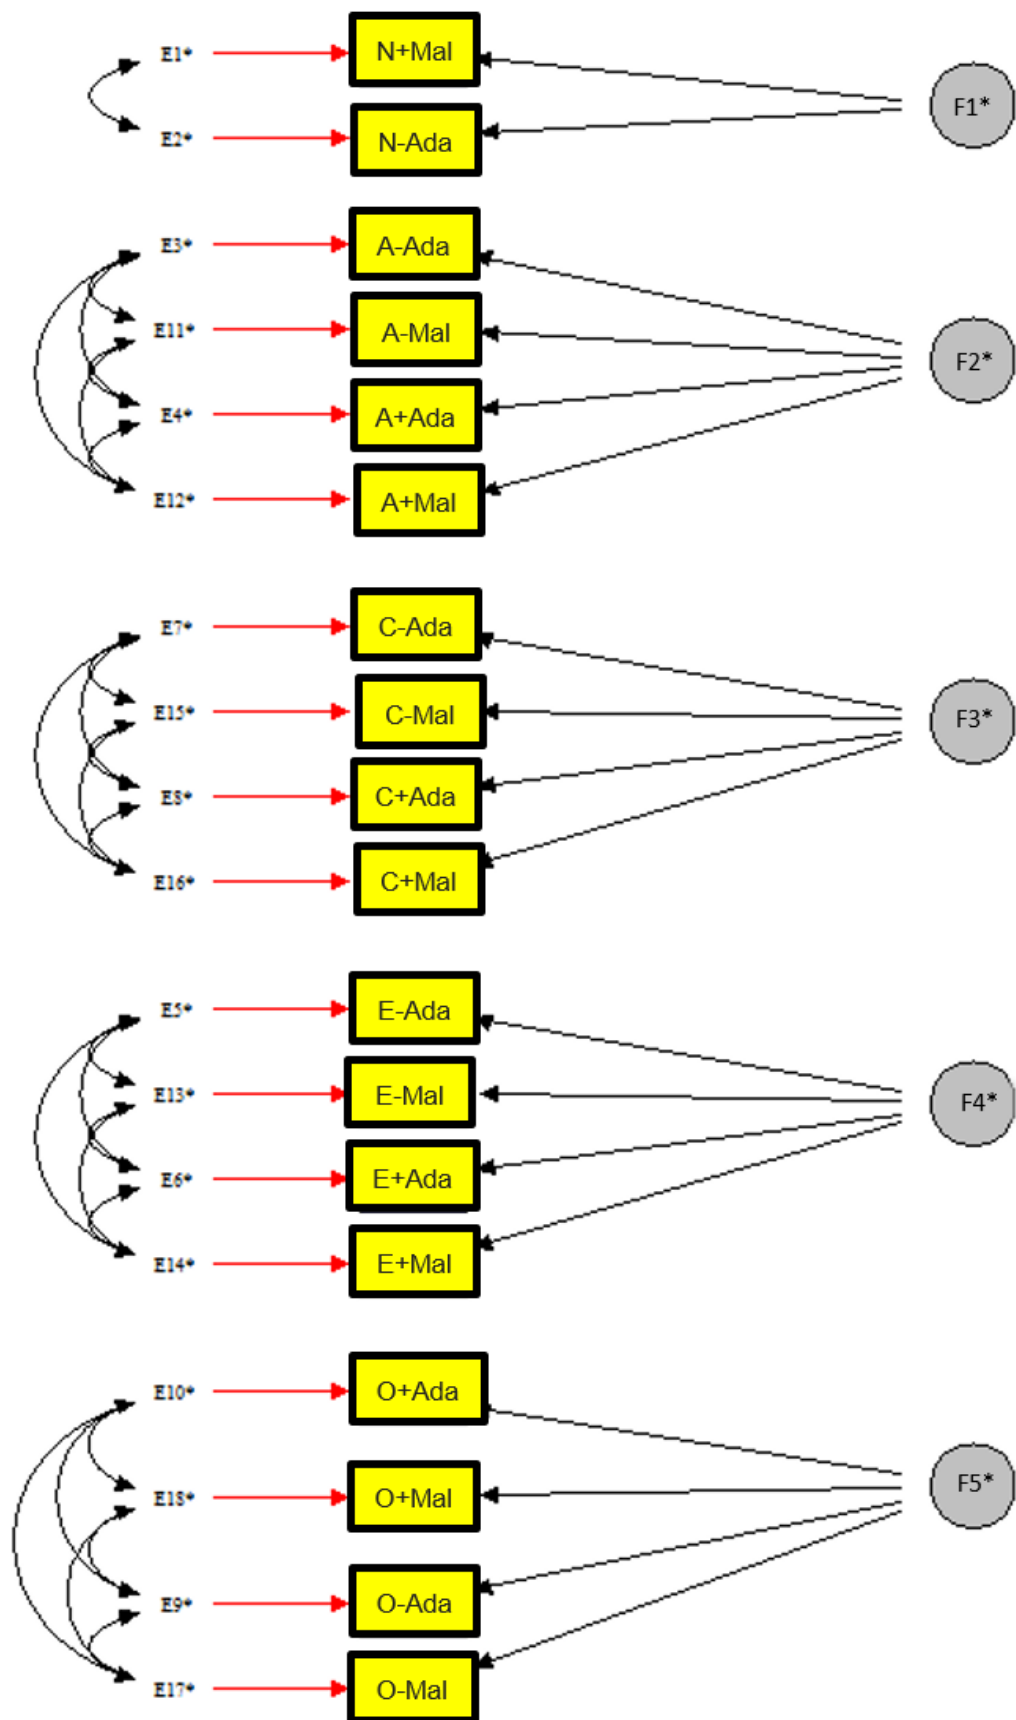 E1* N+Mal
F1*
E2* N-Ada
E3* A-Ada
E11* A-Mal
F2*
E4* A+Ada
E12* A+Mal
E7* C-Ada
E15* C-Mal
F3*
E8* C+Ada
E16* C+Mal
E5* E-Ada
E13* E-Mal
F4*
E6* E+Ada
E14* E+Mal
E10* O+Ada
F5*
E18* O+Mal
E9* O-Ada
E17* O-Mal